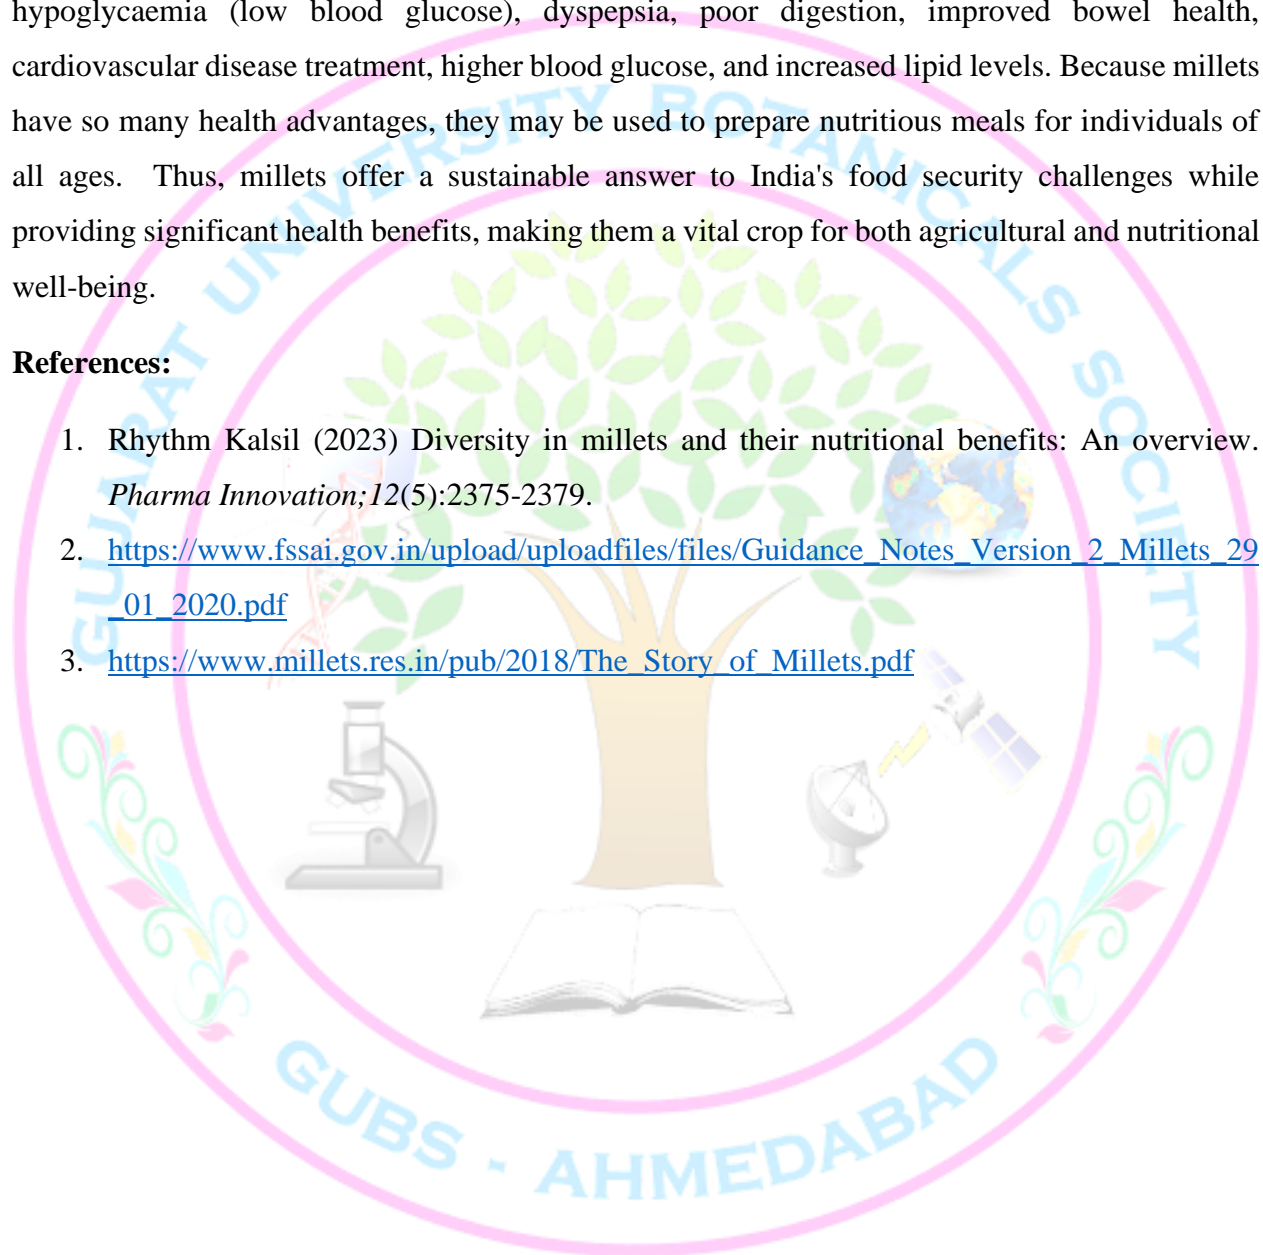 hypoglycaemia (low blood glucose), dyspepsia, poor digestion, improved bowel health,
cardiovascular disease treatment, higher blood glucose, and increased lipid levels. Because millets
have so many health advantages, they may be used to prepare nutritious meals for individuals of
all ages. Thus, millets offer a sustainable answer to India's food security challenges while
providing significant health benefits, making them a vital crop for both agricultural and nutritional
well-being.
References:
1. Rhythm Kalsil (2023) Diversity in millets and their nutritional benefits: An overview.
Pharma Innovation;12(5):2375-2379.
2. https://www.fssai.gov.in/upload/uploadfiles/files/Guidance_Notes_Version_2_Millets_29
_01_2020.pdf
3. https://www.millets.res.in/pub/2018/The_Story_of_Millets.pdf
GUJARAT UNIVERSITY BOTANICALS SOCIETY
GUBS - AHMEDABAD